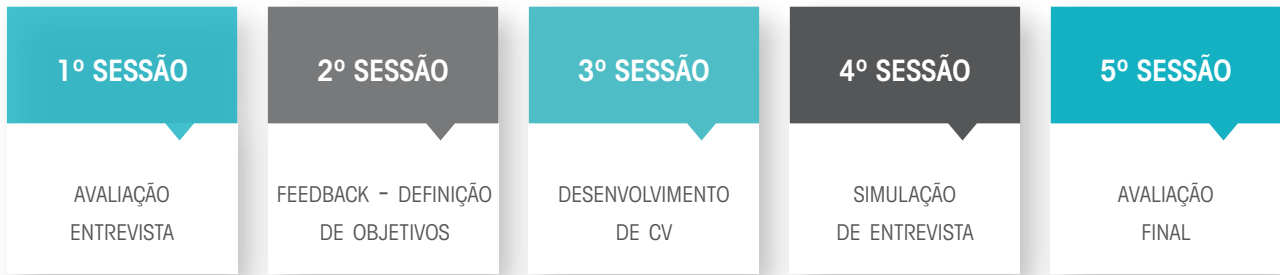 1º SESSÃO
AVALIAÇÃO
ENTREVISTA
2º SESSÃO
FEEDBACK - DEFINIÇÃO
DE OBJETIVOS
3º SESSÃO
DESENVOLVIMENTO
DE CV
4º SESSÃO
SIMULAÇÃO
DE ENTREVISTA
5º SESSÃO
AVALIAÇÃO
FINAL